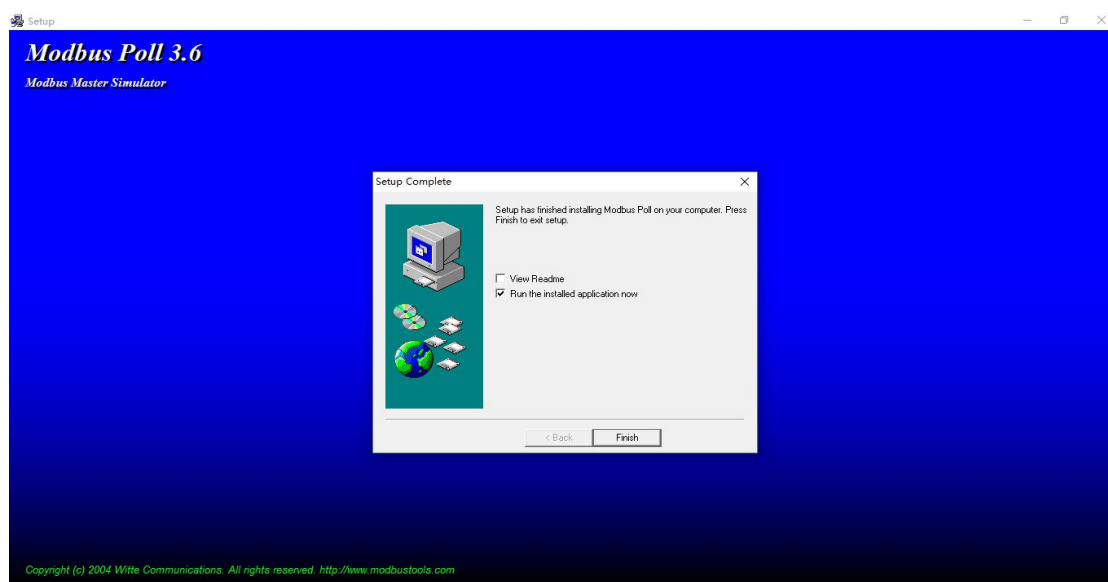 Setup
Modbus Poll 3.6
Modbus Master Simulator
Setup Complete
Setup has finished installing Modbus Poll on your computer. Press
Finish to exit setup.
View Readme
Run the installed application now
< Back
Finish
Copyright (c) 2004 Witte Communications. All rights reserved. http://www.modbustools.com